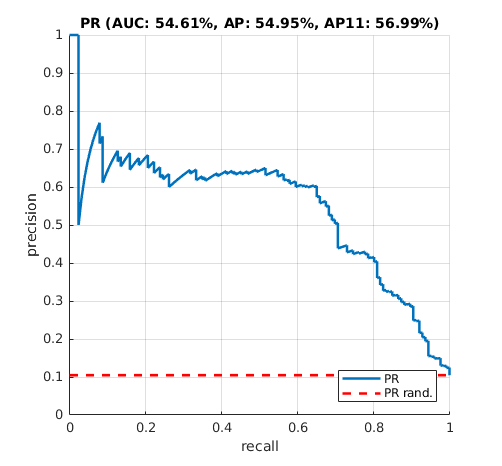 PR (AUC: 54.61%, AP: 54.95%, AP11: 56.99%)
1
0.9
0.8
0.7
0.6
0.5
0.4
0.3
0.2
0.1
0
precision
0 0.2 0.4 0.6 0.8 1
recall
PR
PR rand.